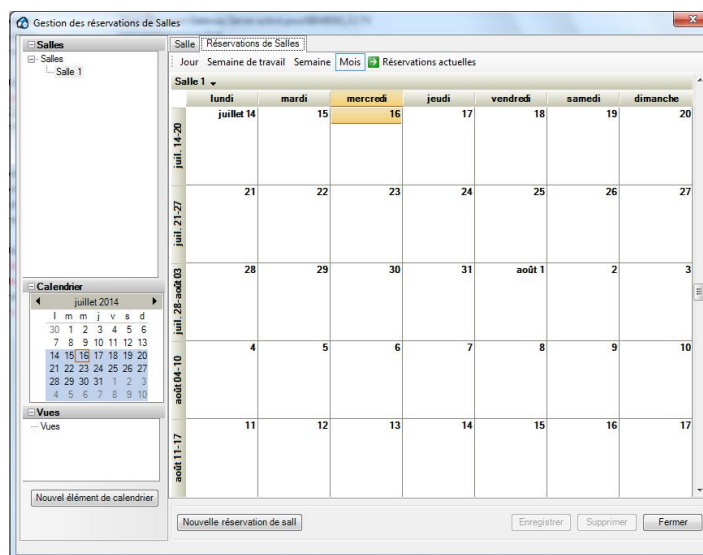 Gestion des réservations de Salles
Salles
Salles
Salle 1
Calendrier
juillet 2014
l m m j v s d
30 1 2 3 4 5 6
7 8 9 10 11 12 13
14 15 16 17 18 19 20
21 22 23 24 25 26 27
28 29 30 31 1 2 3
4 5 6 7 8 9 10
Vues
Vues
Nouvel élément de calendrier
Salle Réservations de Salles
Jour Semaine de travail Semaine Mois Réservations actuelles
Salle 1
lundi mardi mercredi jeudi vendredi samedi dimanche
juil. 14-20
juillet 14 15 16 17 18 19 20
juil. 21-27
21 22 23 24 25 26 27
juil. 28-août 03
28 29 30 31 août 1 2 3
août 04-10
4 5 6 7 8 9 10
août 11-17
11 12 13 14 15 16 17
Nouvelle réservation de sall Enregistrer Supprimer Fermer